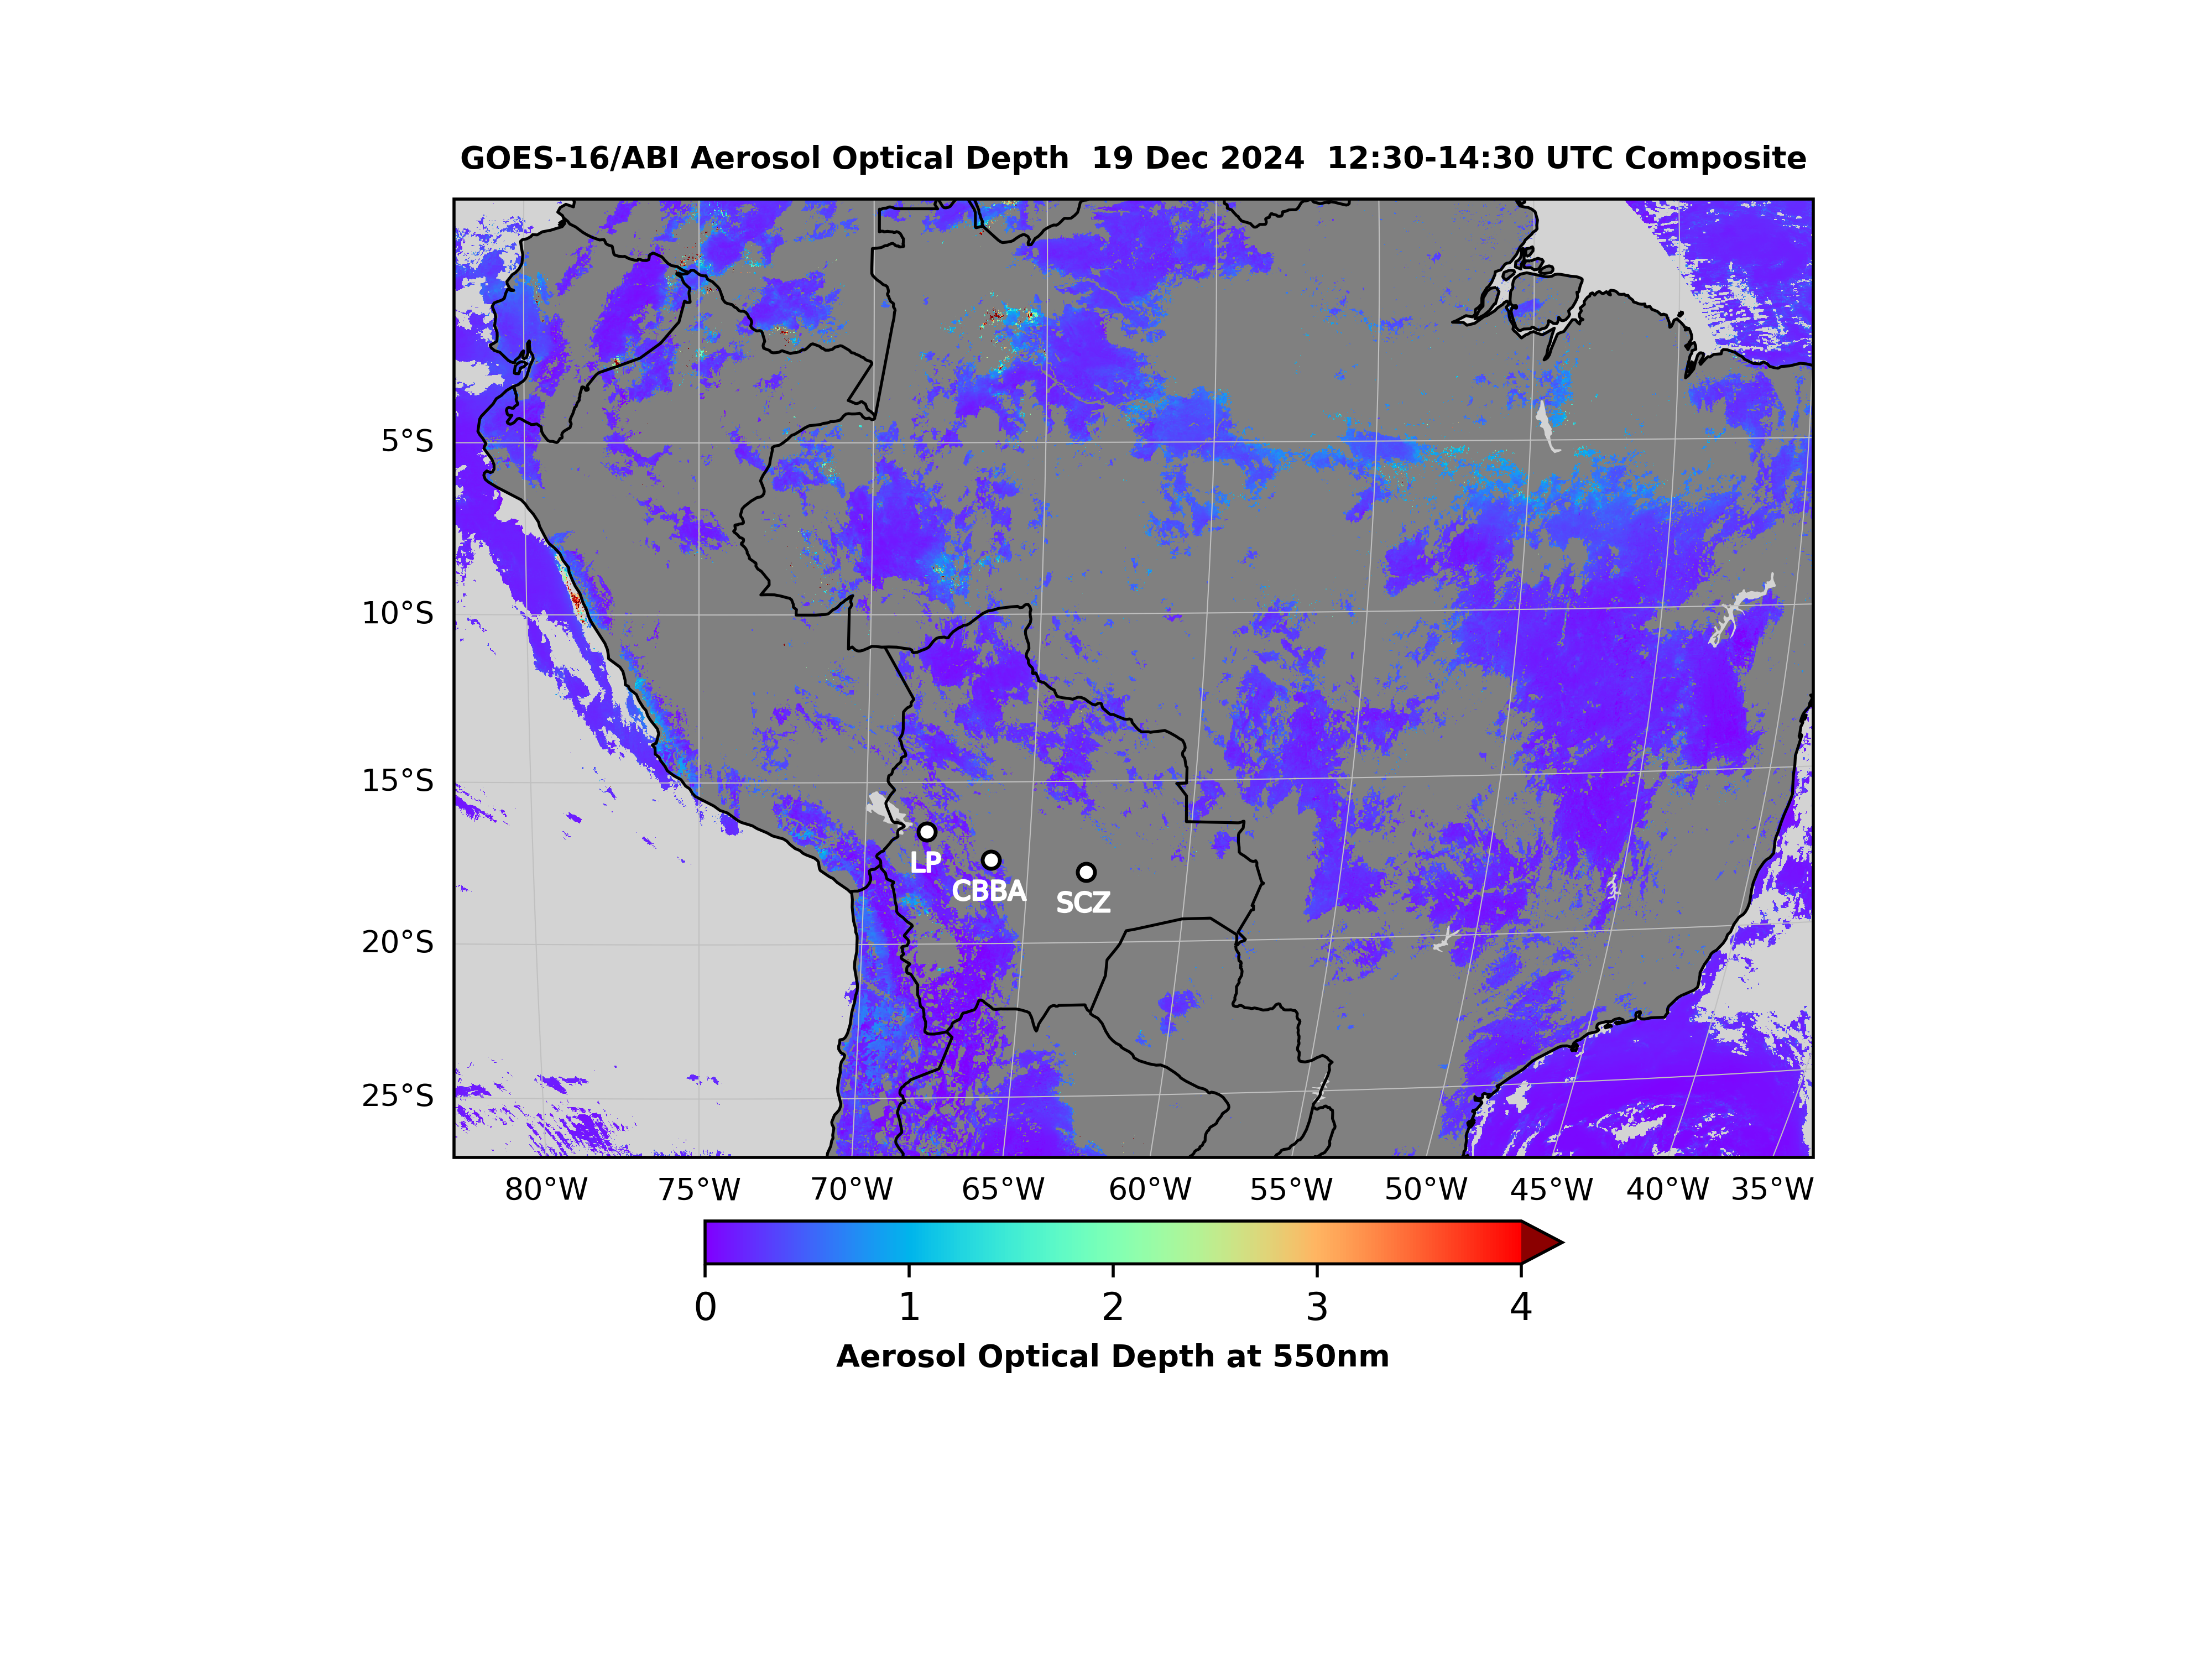 GOES-16/ABI Aerosol Optical Depth  19 Dec 2024  12:30-14:30 UTC Composite
5°S
10°S
15°S
LP
CBBA
SCZ
20°S
25°S
80°W 75°W 70°W 65°W 60°W 55°W 50°W 45°W 40°W 35°W
0 1 2 3 4
Aerosol Optical Depth at 550nm